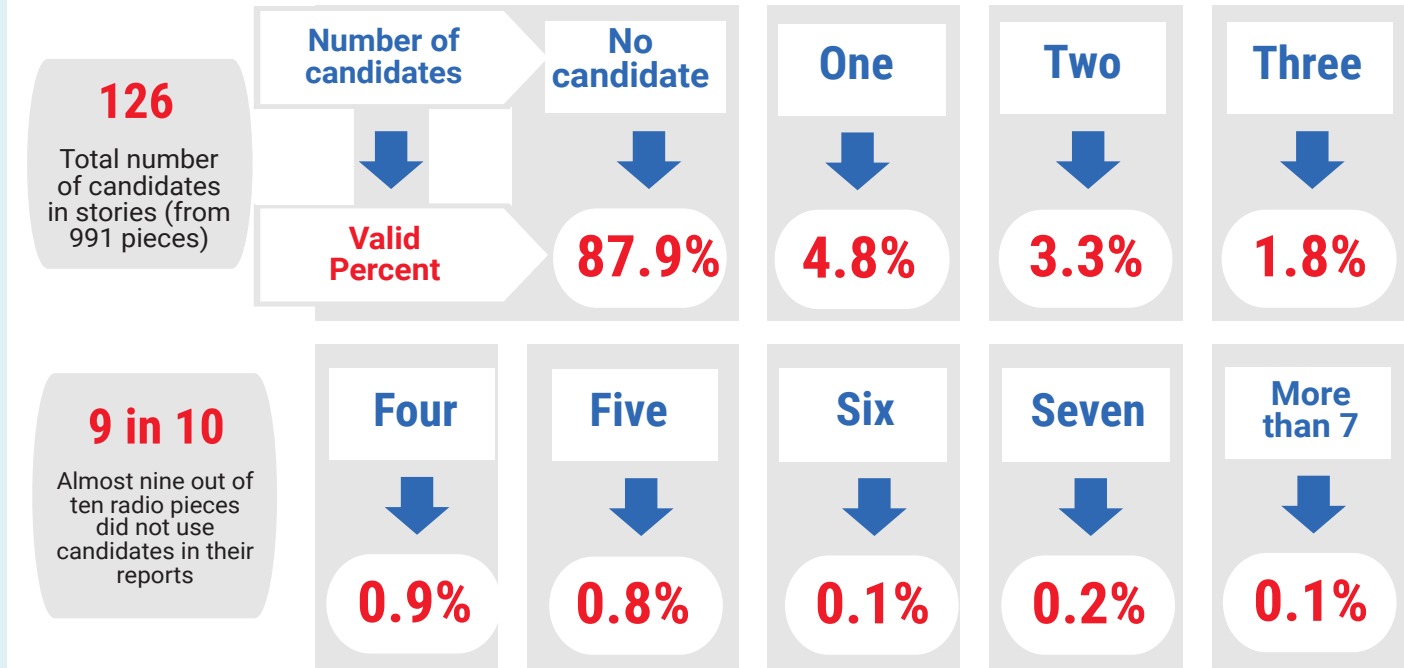 126
Total number
of candidates
in stories (from
991 pieces)
Number of
candidates
No
candidate
One
Two
Three
Valid
Percent
87.9%
4.8%
3.3%
1.8%
9 in 10
Almost nine out of
ten radio pieces
did not use
candidates in their
reports
Four
Five
Six
Seven
More
than 7
0.9%
0.8%
0.1%
0.2%
0.1%